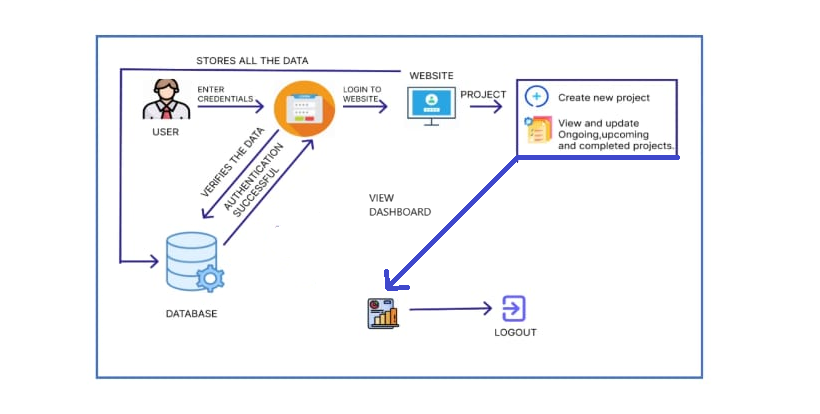 STORES ALL THE DATA
WEBSITE
ENTER
CREDENTIALS
LOGIN TO
WEBSITE
PROJECT
Create new project
View and update
Ongoing,upcoming
and completed projects.
USER
VERIFIES THE DATA
AUTHENTICATION
SUCCESSFUL
VIEW
DASHBOARD
DATABASE
LOGOUT